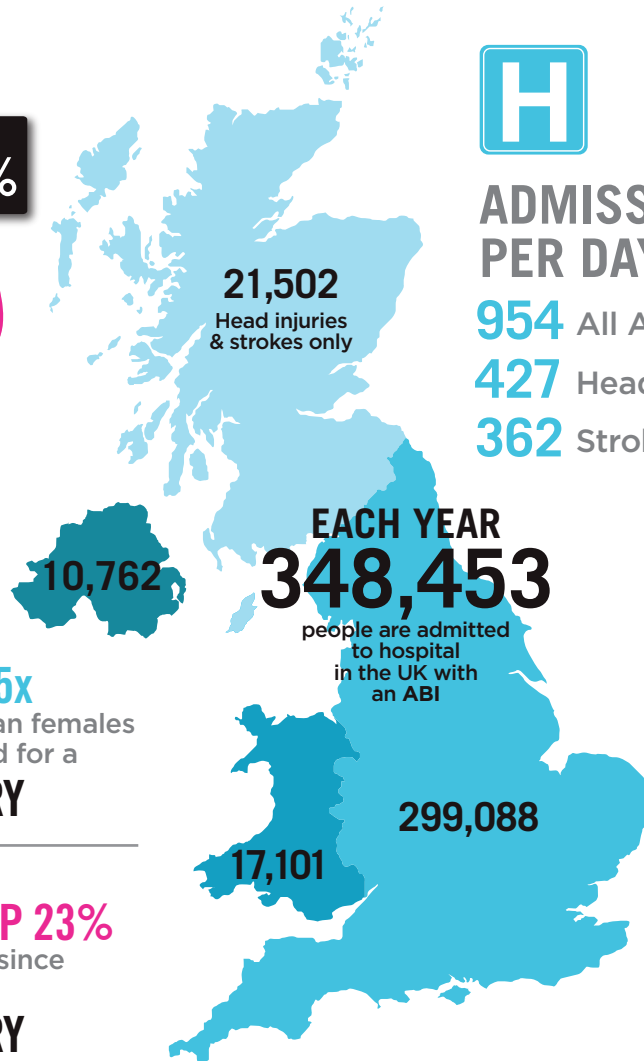 %
H
ADMISS
PER DAY
954 All A
427 Head
362 Strok
21,502
Head injuries
& strokes only
10,762
EACH YEAR
348,453
people are admitted
to hospital
in the UK with
an ABI
299,088
17,101
5x
an females
d for a
RY
P 23%
since
RY